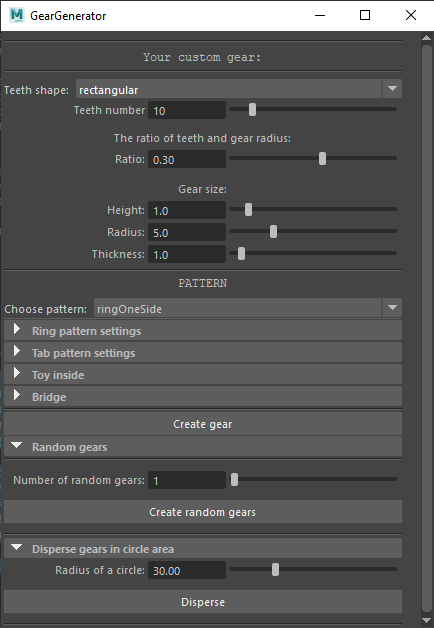 GearGenerator
Your custom gear:
Teeth shape: rectangular
Teeth number 10
The ratio of teeth and gear radius:
Ratio: 0.30
Gear size:
Height: 1.0
Radius: 5.0
Thickness: 1.0
PATTERN
Choose pattern: ringOneSide
Ring pattern settings
Tab pattern settings
Toy inside
Bridge
Create gear
Random gears
Number of random gears: 1
Create random gears
Disperse gears in circle area
Radius of a circle: 30.00
Disperse